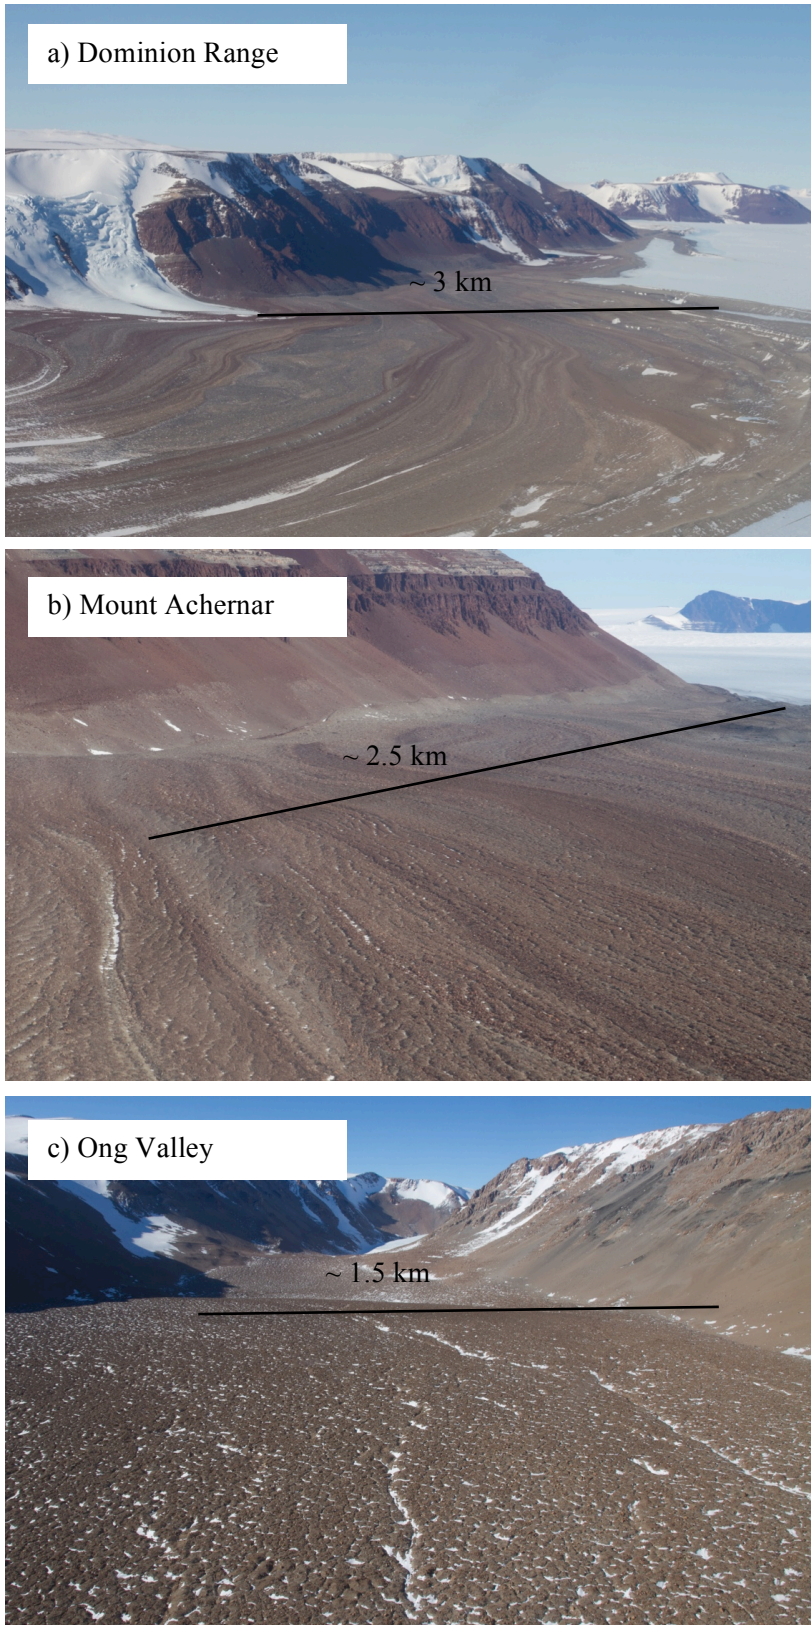 a) Dominion Range
~ 3 km
b) Mount Achernar
~ 2.5 km
c) Ong Valley
~ 1.5 km